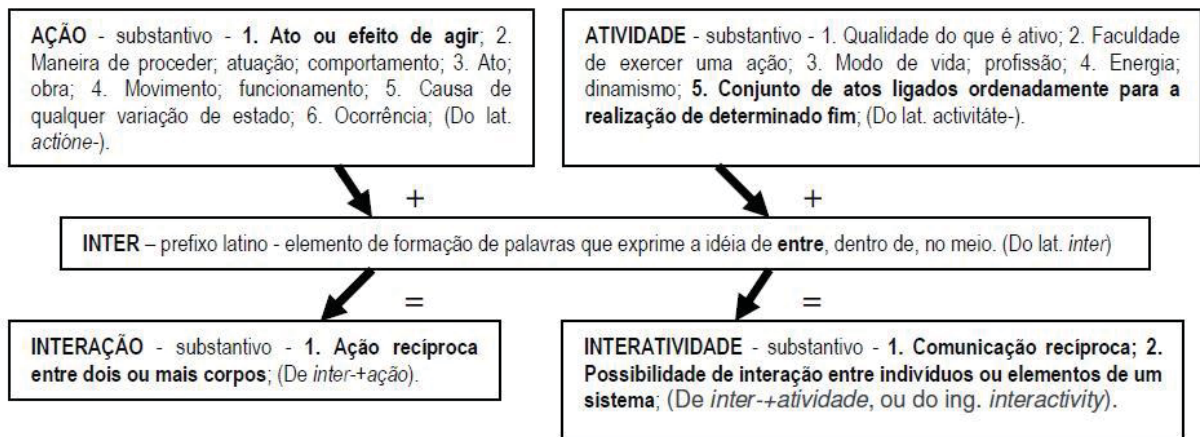 AÇÃO - substantivo - 1. Ato ou efeito de agir; 2.
Maneira de proceder; atuação; comportamento; 3. Ato;
obra; 4. Movimento; funcionamento; 5. Causa de
qualquer variação de estado; 6. Ocorrência; (Do lat.
actióne-).
ATIVIDADE - substantivo - 1. Qualidade do que é ativo; 2. Faculdade
de exercer uma ação; 3. Modo de vida; profissão; 4. Energia;
dinamismo; 5. Conjunto de atos ligados ordenadamente para a
realização de determinado fim; (Do lat. activitáte-).
+
+
INTER – prefixo latino - elemento de formação de palavras que exprime a idéia de entre, dentro de, no meio. (Do lat. inter)
=
=
INTERAÇÃO - substantivo - 1. Ação recíproca
entre dois ou mais corpos; (De inter-+ação).
INTERATIVIDADE - substantivo - 1. Comunicação recíproca; 2.
Possibilidade de interação entre indivíduos ou elementos de um
sistema; (De inter-+atividade, ou do ing. interactivity).